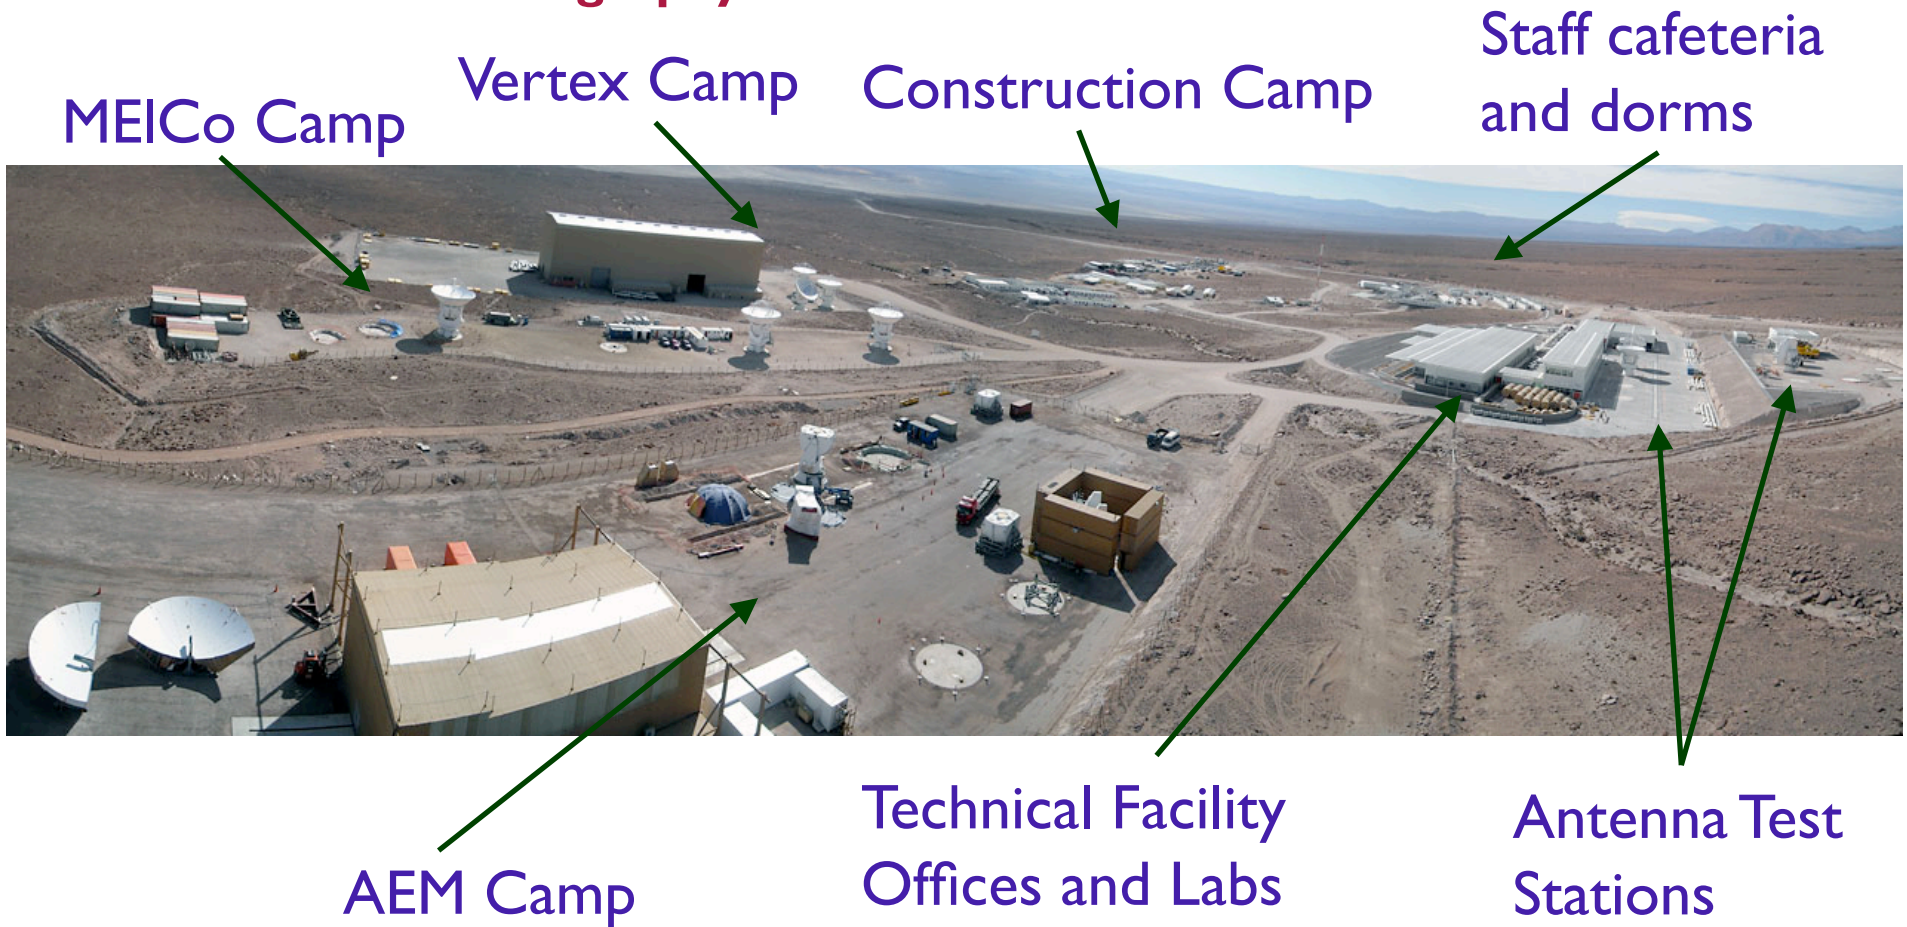 Staff cafeteria
and dorms
Vertex Camp
Construction Camp
MEICo Camp
Technical Facility
Offices and Labs
Antenna Test
Stations
AEM Camp